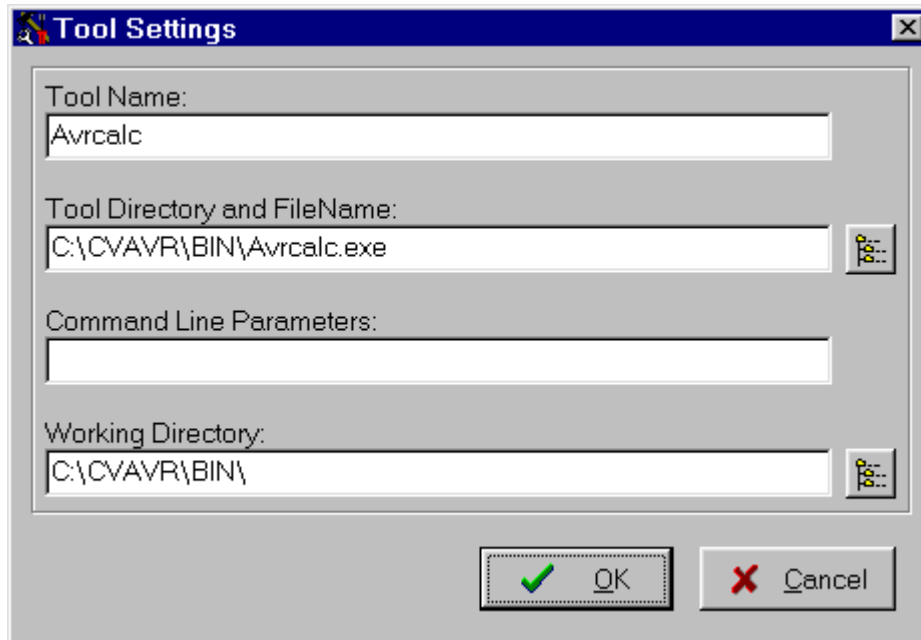 Tool Settings
Tool Name:
Avrcalc
Tool Directory and FileName:
C:\CVAVR\BIN\Avrcalc.exe
Command Line Parameters:
Working Directory:
C:\CVAVR\BIN\
OK Cancel